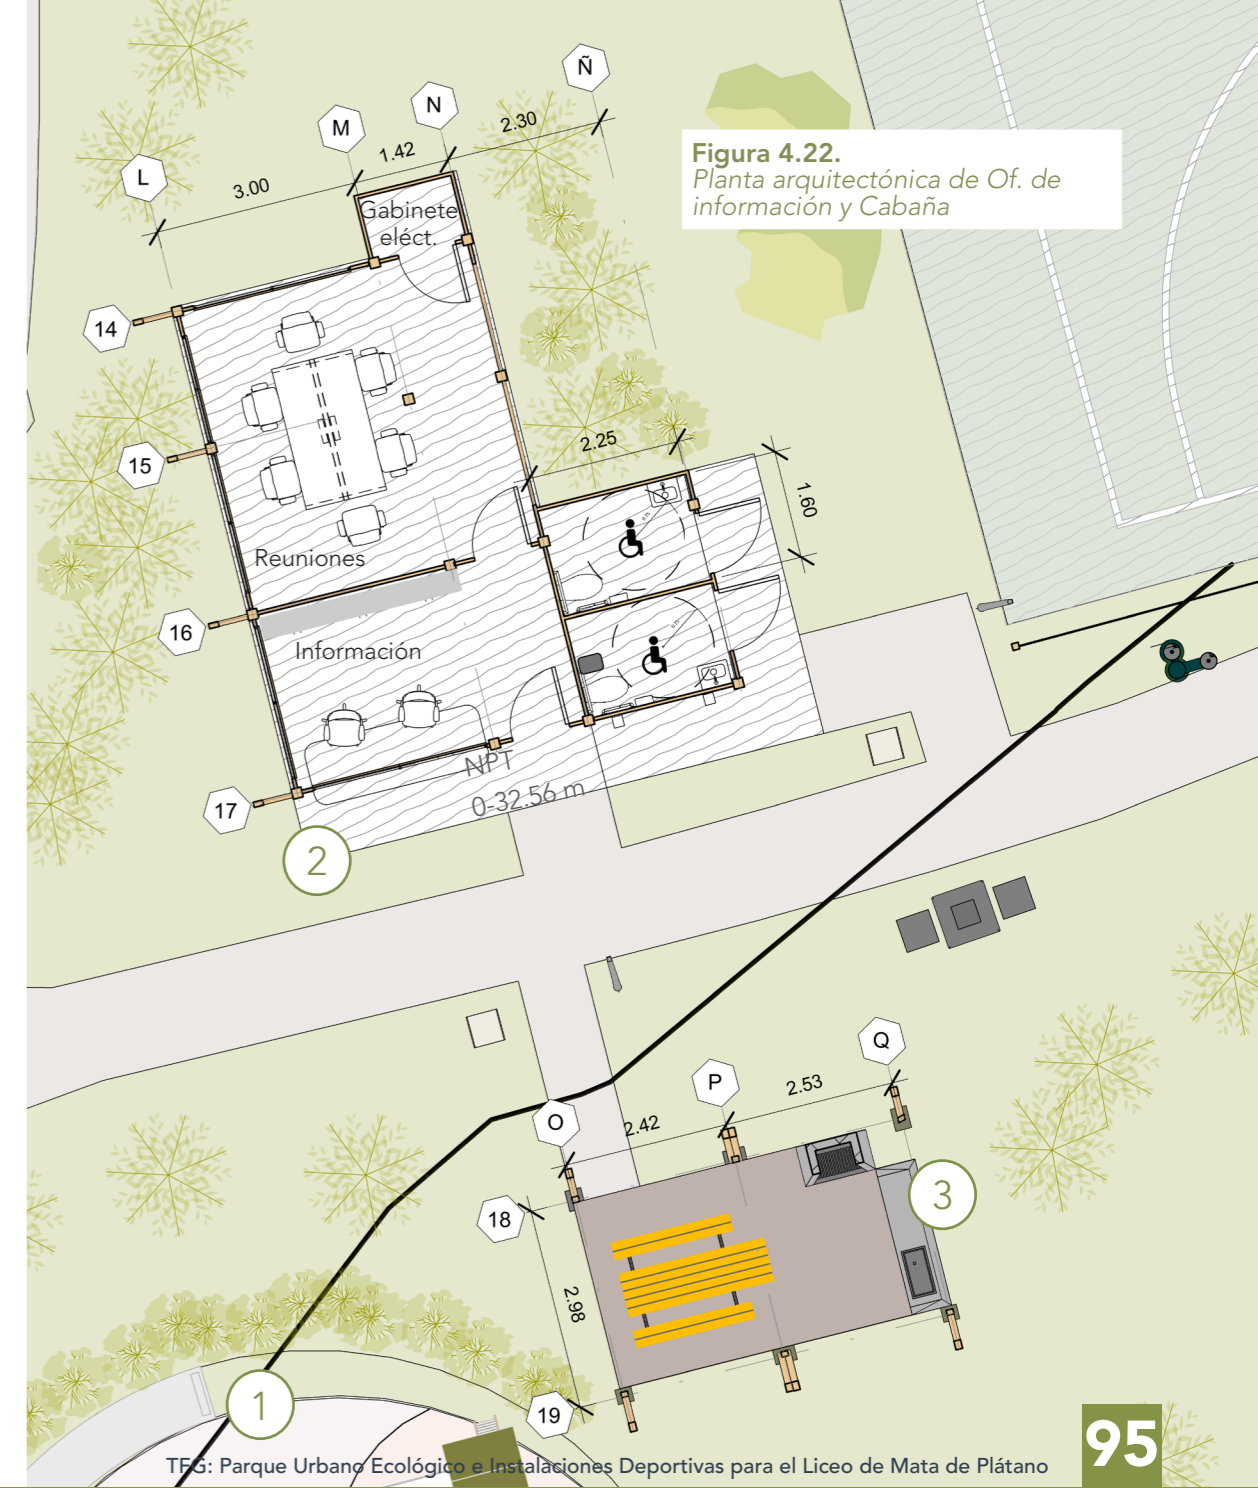 Ñ
N
M
2.30
1.42
L
3.00
Figura 4.22.
Planta arquitectónica de Of. de
información y Cabaña
Gabinete
eléct.
14
15
2.25
1.60
Reuniones
16
Información
NPT
0-32.56 m
17
2
Q
P
2.53
O
2.42
3
18
2.98
19
1
TFG: Parque Urbano Ecológico e Instalaciones Deportivas para el Liceo de Mata de Plátano
95